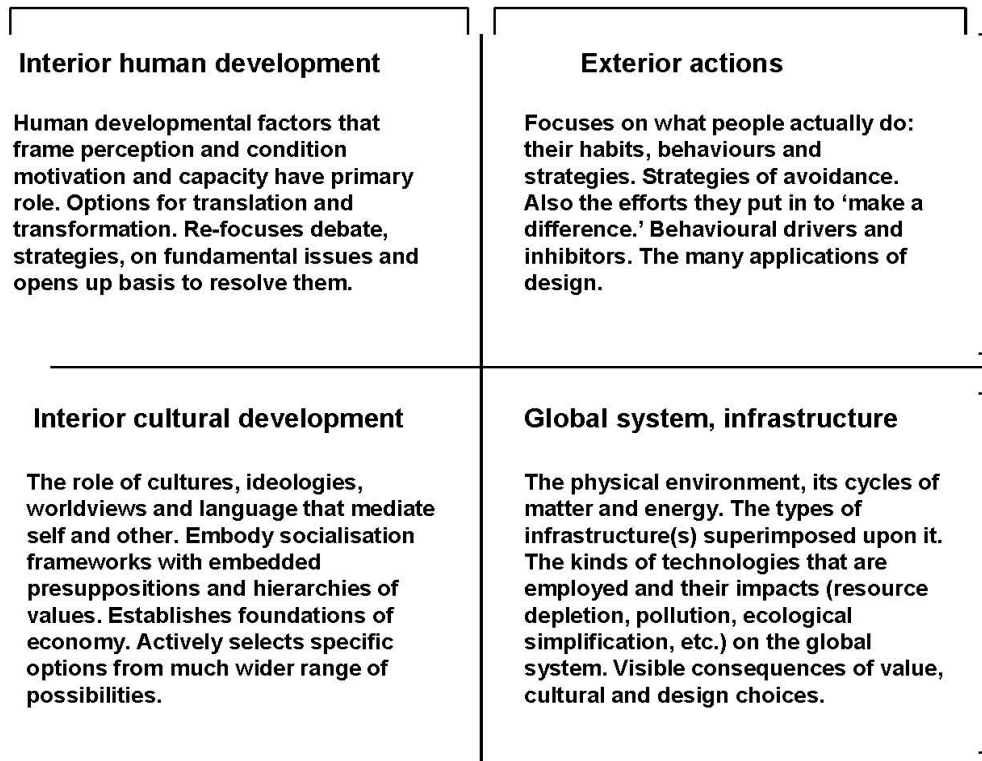 Interior human development
Human developmental factors that
frame perception and condition
motivation and capacity have primary
role. Options for translation and
transformation. Re-focuses debate,
strategies, on fundamental issues and
opens up basis to resolve them.
Exterior actions
Focuses on what people actually do:
their habits, behaviours and
strategies. Strategies of avoidance.
Also the efforts they put in to ‘make a
difference.’ Behavioural drivers and
inhibitors. The many applications of
design.
Interior cultural development
The role of cultures, ideologies,
worldviews and language that mediate
self and other. Embody socialisation
frameworks with embedded
presuppositions and hierarchies of
values. Establishes foundations of
economy. Actively selects specific
options from much wider range of
possibilities.
Global system, infrastructure
The physical environment, its cycles of
matter and energy. The types of
infrastructure(s) superimposed upon it.
The kinds of technologies that are
employed and their impacts (resource
depletion, pollution, ecological
simplification, etc.) on the global
system. Visible consequences of value,
cultural and design choices.